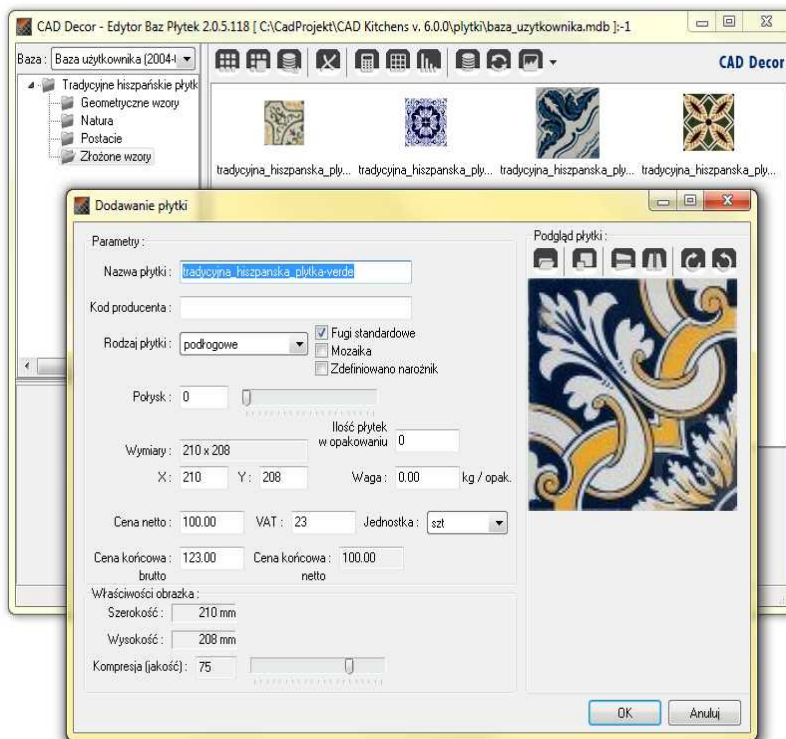 CAD Decor - Edytor Baz Płytek 2.0.5.118 [ C:\CadProjekt\CAD Kitchens v. 6.0.0\plytki\baza_uzytkownika.mdb ]:-1
Baza : Baza użytkownika (2004-
CAD Decor
Tradycyjne hiszpańskie płytk
Geometryczne wzory
Natura
Postacie
Złożone wzory
tradycyjna_hiszpanska_ply... tradycyjna_hiszpanska_ply... tradycyjna_hiszpanska_ply... tradycyjna_hiszpanska_ply...
Dodawanie płytki
Parametry :
Nazwa płytki : tradycyjna_hiszpanska_plytka-verde
Kod producenta :
Rodzaj płytki : podłogowe
Fugi standardowe
Mozaika
Zdefiniowano narożnik
Połysk : 0
Ilość płytek w opakowaniu 0
Wymiary : 210 x 208
X : 210 Y : 208 Waga : 0.00 kg / opak.
Cena netto : 100.00 VAT : 23 Jednostka : szt
Cena końcowa : 123.00 Cena końcowa : 100.00
brutto netto
Właściwości obrazka :
Szerokość : 210 mm
Wysokość : 208 mm
Kompresja (jakość) : 75
Podgląd płytki :
OK Anuluj